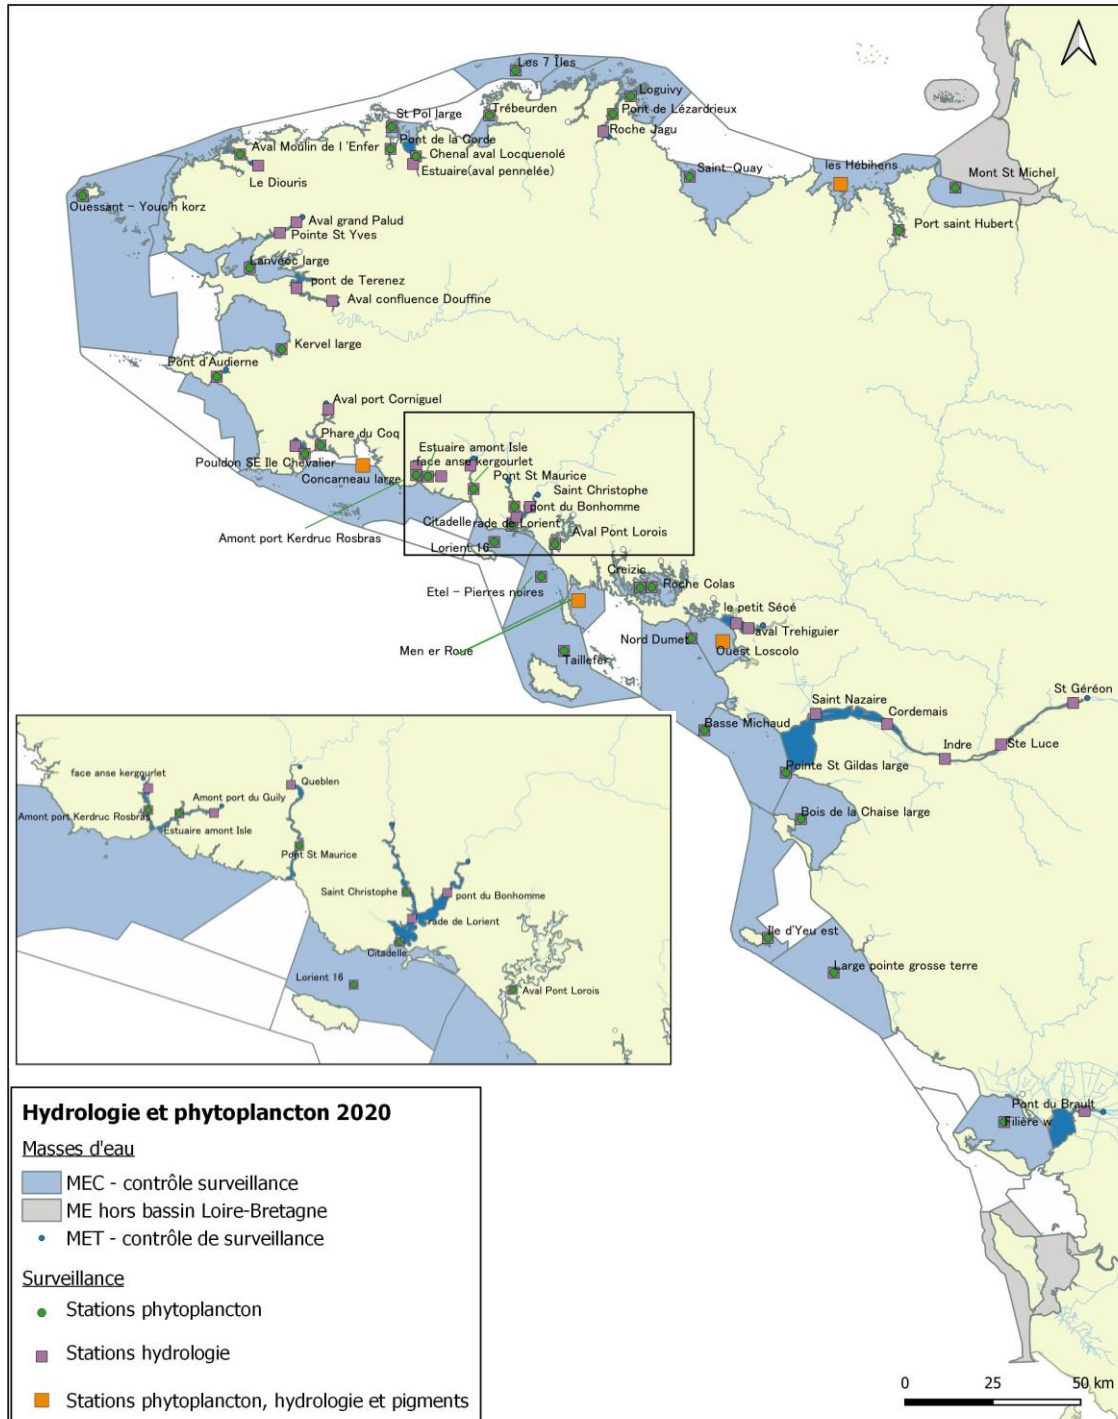 Les 7 Îles
Loguivy
St Pol large
Trébeurden
Pont de Lézardrieux
Pont de la Corde
Roche Jagu
Aval Moulin de l 'Enfer
Chenal aval Locquenolé
Estuaire(aval pennelée)
Le Diouris
Saint-Quay
les Hébihens
Mont St Michel
Ouessant - Youc'h korz
Aval grand Palud
Port saint Hubert
Pointe St Yves
Lanvéoc large
pont de Terenez
Aval confluence Douffine
Kervel large
Pont d'Audierne
Aval port Corniguel
Phare du Coq
Estuaire amont Isle
Pouldon SE Ile Chevalier
face anse kergourlet
Concarneau large
Pont St Maurice
Saint Christophe
pont du Bonhomme
Citadelle
rade de Lorient
Amont port Kerdruc Rosbras
Lorient 16
Aval Pont Lorois
Creizic
Roche Colas
Etel - Pierres noires
le petit Sécé
aval Trehiguier
Men er Roue
Nord Dumet
Ouest Loscolo
Taillefer
St Géréon
Saint Nazaire
Cordemais
Basse Michaud
Indre
Ste Luce
Pointe St Gildas large
Bois de la Chaise large
Ile d'Yeu est
Large pointe grosse terre
Pont du Brault
Filière w
face anse kergourlet
Queblen
Amont port du Guily
Amont port Kerdruc Rosbras
Estuaire amont Isle
Pont St Maurice
Saint Christophe
pont du Bonhomme
rade de Lorient
Citadelle
Lorient 16
Aval Pont Lorois
Hydrologie et phytoplancton 2020
Masses d'eau
MEC - contrôle surveillance
ME hors bassin Loire-Bretagne
MET - contrôle de surveillance
Surveillance
Stations phytoplancton
Stations hydrologie
Stations phytoplancton, hydrologie et pigments
0 25 50 km